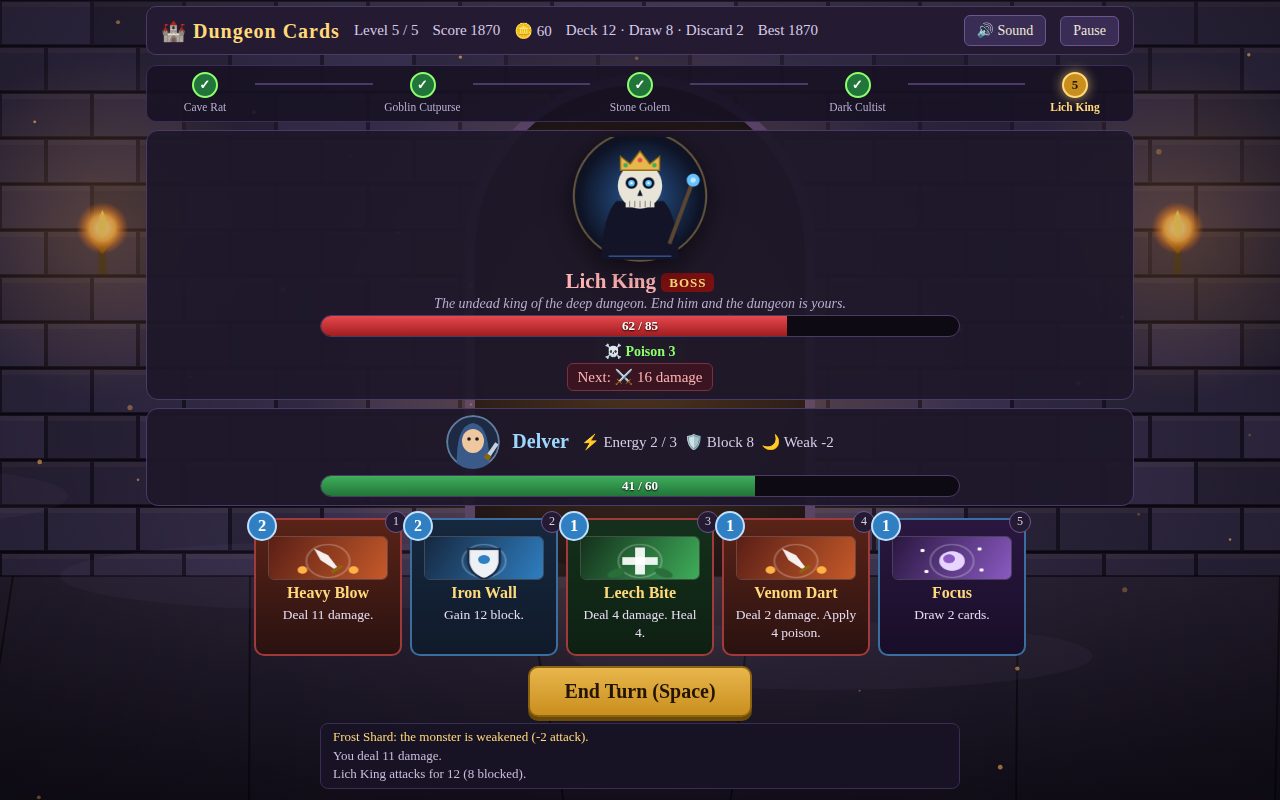 🏰 Dungeon Cards Level 5 / 5 Score 1870 🪙 60 Deck 12 · Draw 8 · Discard 2 Best 1870 🔊 Sound Pause
✓ ✓ ✓ ✓ 5
Cave Rat Goblin Cutpurse Stone Golem Dark Cultist Lich King
Lich King BOSS
The undead king of the deep dungeon. End him and the dungeon is yours.
62 / 85
☠️ Poison 3
Next: ⚔️ 16 damage
Delver ⚡ Energy 2 / 3 🛡️ Block 8 🌙 Weak -2
41 / 60
2 1
Heavy Blow
Deal 11 damage.
2 2
Iron Wall
Gain 12 block.
1 3
Leech Bite
Deal 4 damage. Heal
4.
1 4
Venom Dart
Deal 2 damage. Apply
4 poison.
1 5
Focus
Draw 2 cards.
End Turn (Space)
Frost Shard: the monster is weakened (-2 attack).
You deal 11 damage.
Lich King attacks for 12 (8 blocked).